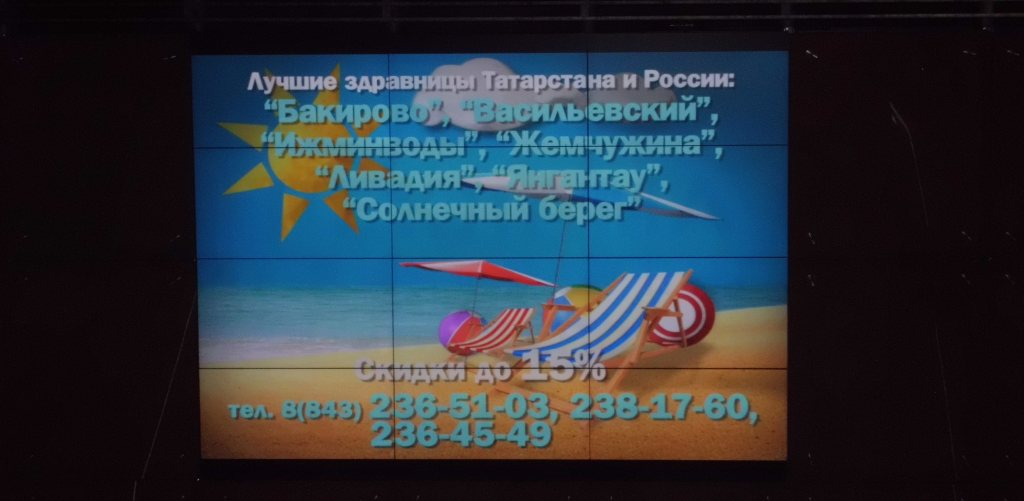 Лучшие здравницы Татарстана и России:
“Бакирово”, “Васильевский”,
“Ижминводы”, “Жемчужина”,
“Ливадия”, “Янгантау”,
“Солнечный берег”
Скидки до 15%
тел. 8(843) 236-51-03, 238-17-60,
236-45-49